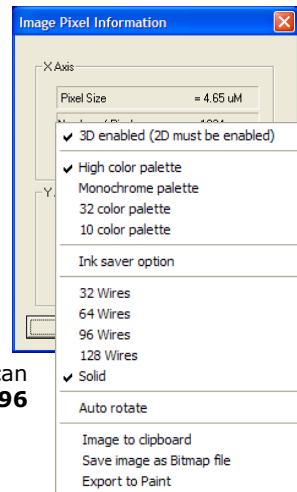 Image Pixel Information
X Axis
Pixel Size = 4.65 uM
✓ 3D enabled (2D must be enabled)
✓ High color palette
Monochrome palette
32 color palette
10 color palette
Ink saver option
32 Wires
64 Wires
96 Wires
128 Wires
✓ Solid
Auto rotate
Image to clipboard
Save image as Bitmap file
Export to Paint
can
96